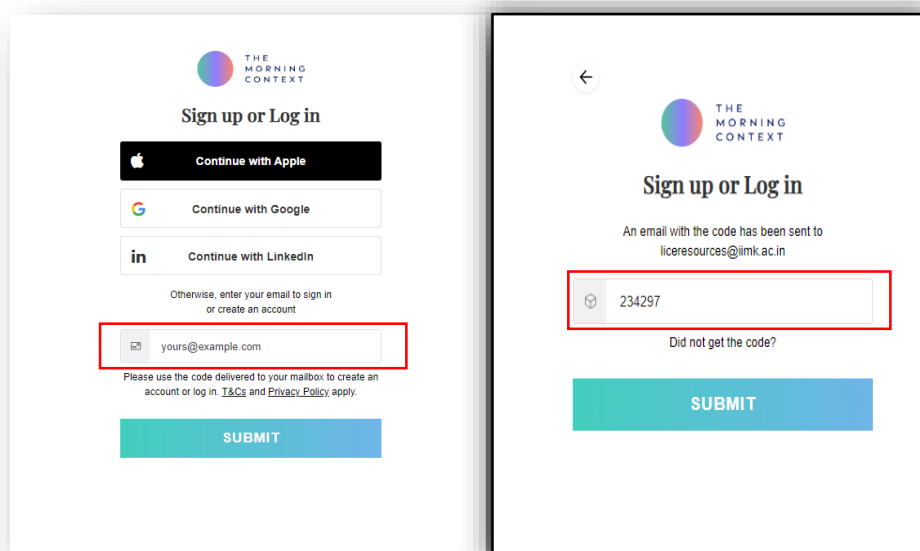 THE
MORNING
CONTEXT
Sign up or Log in
Continue with Apple
Continue with Google
in Continue with LinkedIn
Otherwise, enter your email to sign in
or create an account
yours@example.com
Please use the code delivered to your mailbox to create an
account or log in. T&Cs and Privacy Policy apply.
SUBMIT
THE
MORNING
CONTEXT
Sign up or Log in
An email with the code has been sent to
liceresources@iimk.ac.in
234297
Did not get the code?
SUBMIT